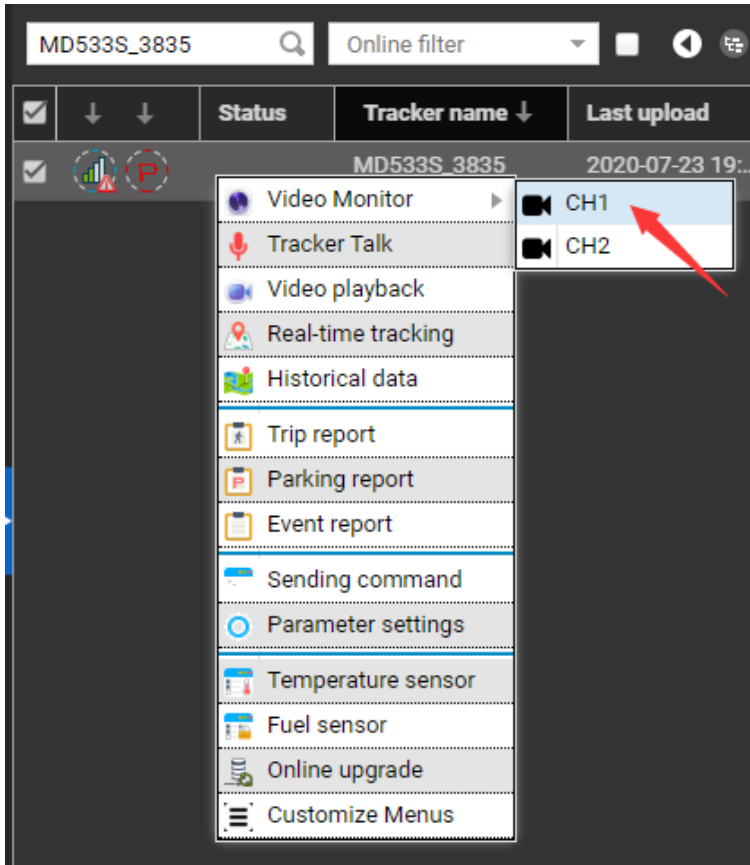 MD533S_3835 Online filter
Status Tracker name Last upload
P MD533S_3835 2020-07-23 19:..
Video Monitor CH1
Tracker Talk CH2
Video playback
Real-time tracking
Historical data
Trip report
Parking report
Event report
Sending command
Parameter settings
Temperature sensor
Fuel sensor
Online upgrade
Customize Menus